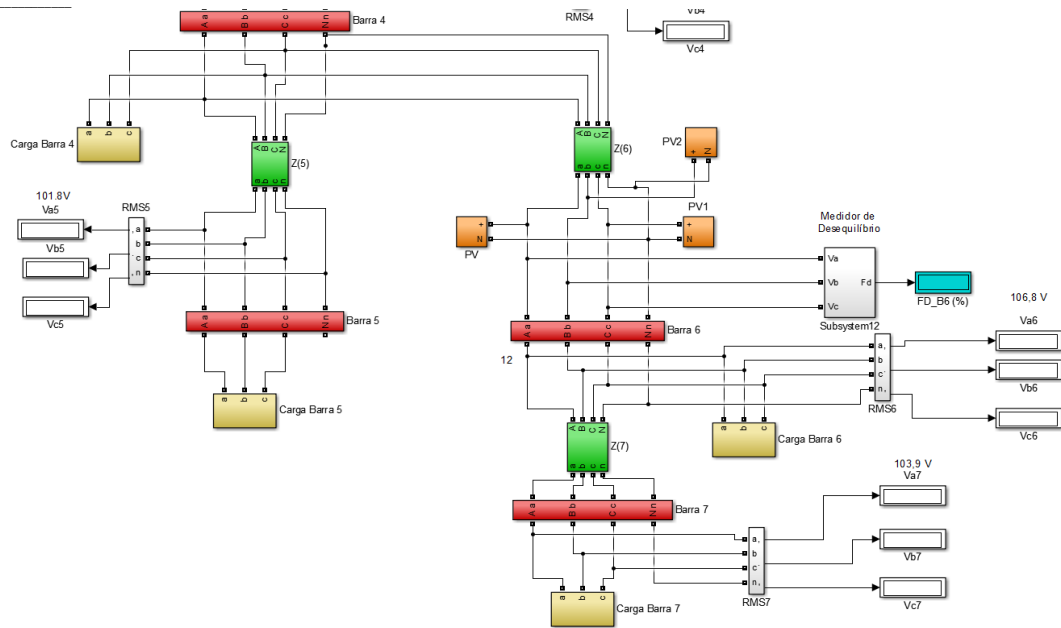 Barra 4
A a
B b
C c
N n
RMS4
Vb4
Vc4
a
b
c
Carga Barra 4
A
B
C
N
a
b
c
n
Z(5)
A
B
C
N
a
b
c
n
Z(6)
PV2
+
N
101.8V
Va5
RMS5
Vb5
Vc5
, a
b
c
, n
+
N
PV
+
N
PV1
Medidor de
Desequilíbrio
Va
Vb
Vc
Fd
Subsystem12
FD_B6 (%)
A a
B b
C c
N n
Barra 5
A a
B b
C c
N n
Barra 6
12
106,8 V
Va6
Vb6
Vc6
a,
b
c
n,
RMS6
a
b
c
Carga Barra 5
a
b
c
Carga Barra 6
A
B
C
N
a
b
c
n
Z(7)
103,9 V
Va7
Vb7
Vc7
A a
B b
C c
N n
Barra 7
a,
b
c
n,
RMS7
a
b
c
Carga Barra 7